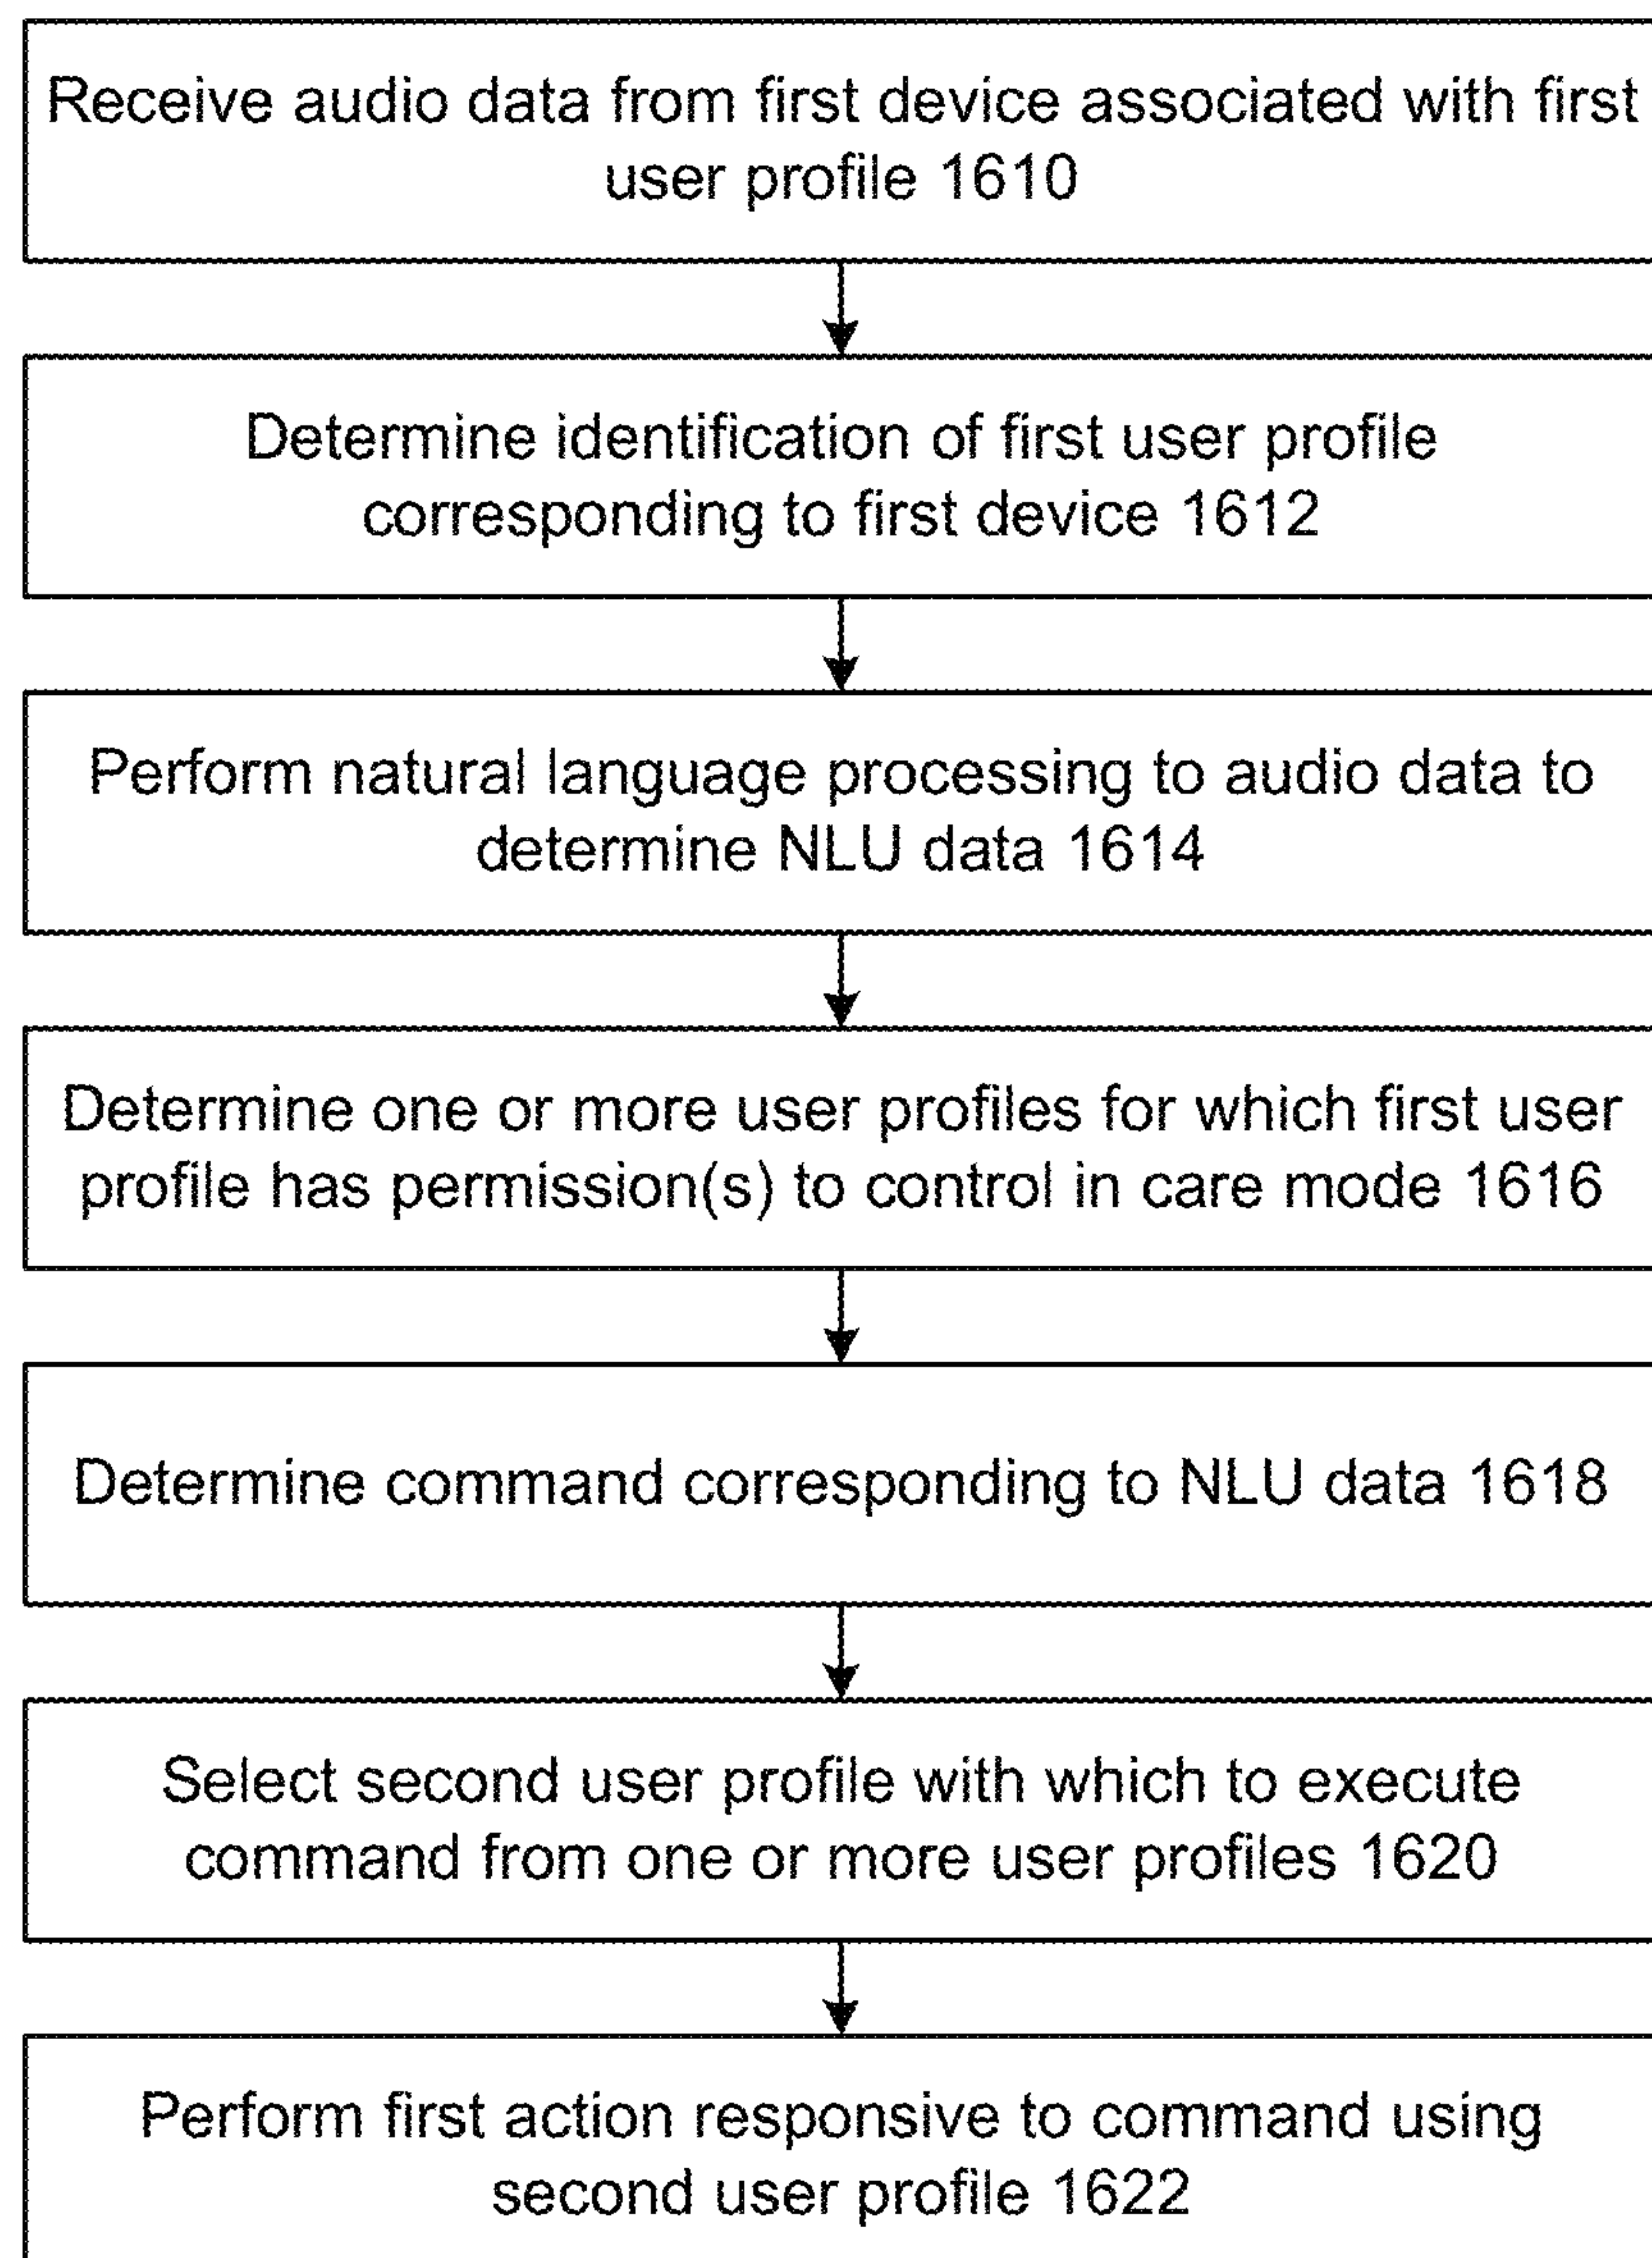 Receive audio data from first device associated with first
user profile 1610
Determine identification of first user profile
corresponding to first device 1612
Perform natural language processing to audio data to
determine NLU data 1614
Determine one or more user profiles for which first user
profile has permission(s) to control in care mode 1616
Determine command corresponding to NLU data 1618
Select second user profile with which to execute
command from one or more user profiles 1620
Perform first action responsive to command using
second user profile 1622